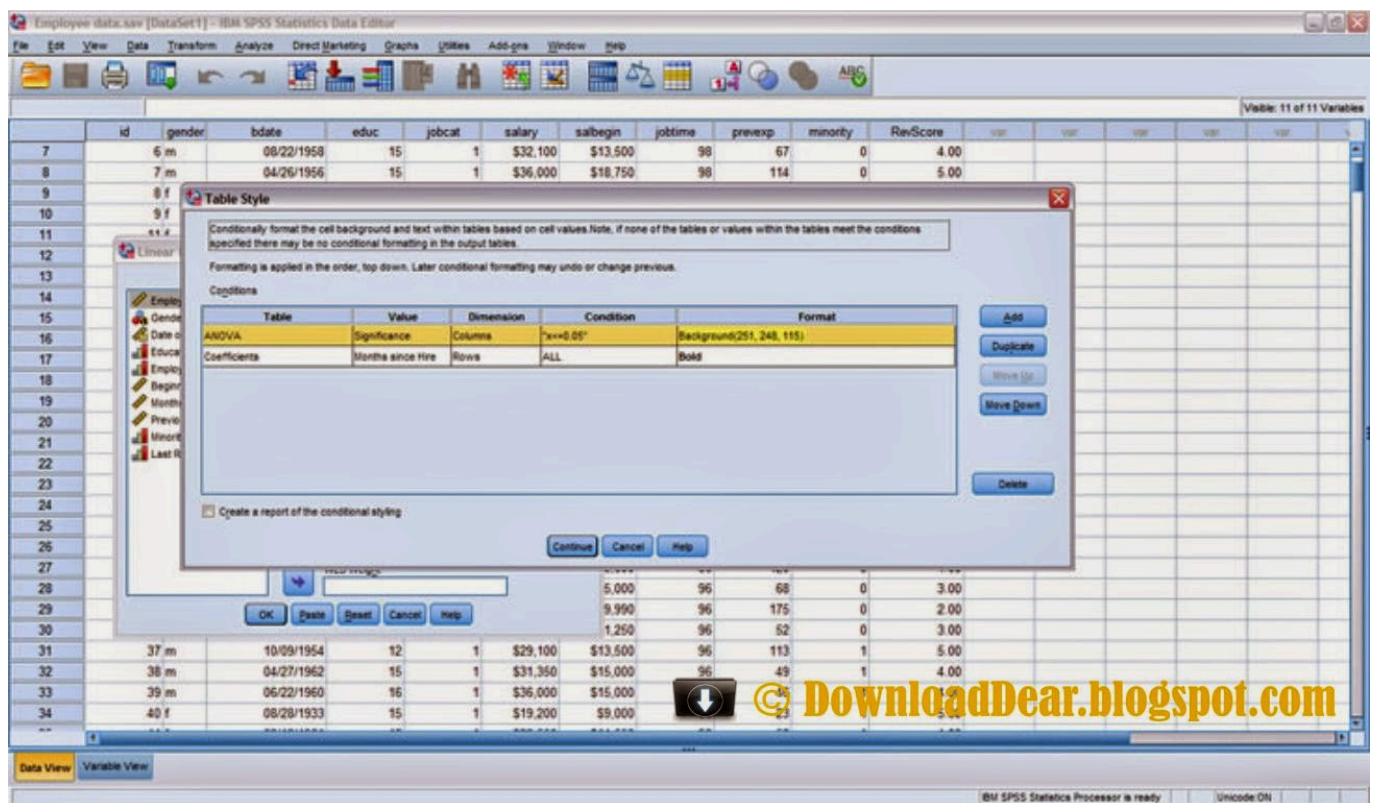 Employee data.sav [DataSet1] - IBM SPSS Statistics Data Editor
File Edit View Data Transform Analyze Direct Marketing Graphs Utilities Add-ons Window Help
Visible: 11 of 11 Variables
id gender bdate educ jobcat salary salbegin jobtime prevexp minority RevScore var var var var var
7 6 m 08/22/1958 15 1 $32,100 $13,500 98 67 0 4.00
8 7 m 04/26/1956 15 1 $36,000 $18,750 98 114 0 5.00
9 8 f
10 9 f
11
12
13
14
15
16
17
18
19
20
21
22
23
24
25
26
27
28 5,000 96 68 0 3.00
29 9,990 96 175 0 2.00
30 1,250 96 52 0 3.00
31 37 m 10/09/1954 12 1 $29,100 $13,500 96 113 1 5.00
32 38 m 04/27/1962 15 1 $31,350 $15,000 96 49 1 4.00
33 39 m 06/22/1960 16 1 $36,000 $15,000
34 40 f 08/28/1933 15 1 $19,200 $9,000
Linear
Employ
Gende
Date o
Educa
Employ
Beginn
Month
Previo
Minorit
Last R
OK Paste Reset Cancel Help
Table Style
Conditionally format the cell background and text within tables based on cell values.Note, if none of the tables or values within the tables meet the conditions
specified there may be no conditional formatting in the output tables.
Formatting is applied in the order, top down. Later conditional formatting may undo or change previous.
Conditions
Table Value Dimension Condition Format
ANOVA Significance Columns "x<=0.05" Background(251, 248, 115)
Coefficients Months since Hire Rows ALL Bold
Add
Duplicate
Move Up
Move Down
Delete
Create a report of the conditional styling
Continue Cancel Help
© DownloadDear.blogspot.com
Data View Variable View
IBM SPSS Statistics Processor is ready Unicode:ON